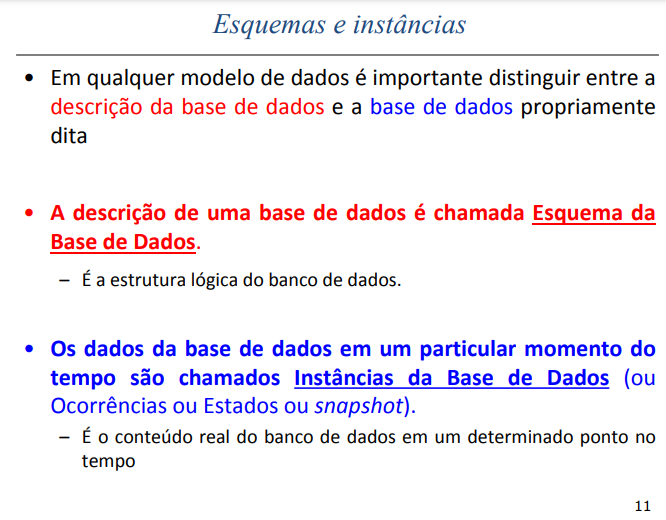 Esquemas e instâncias
• Em qualquer modelo de dados é importante distinguir entre a
descrição da base de dados e a base de dados propriamente
dita
• A descrição de uma base de dados é chamada Esquema da
Base de Dados.
– É a estrutura lógica do banco de dados.
• Os dados da base de dados em um particular momento do
tempo são chamados Instâncias da Base de Dados (ou
Ocorrências ou Estados ou snapshot).
– É o conteúdo real do banco de dados em um determinado ponto no
tempo
11